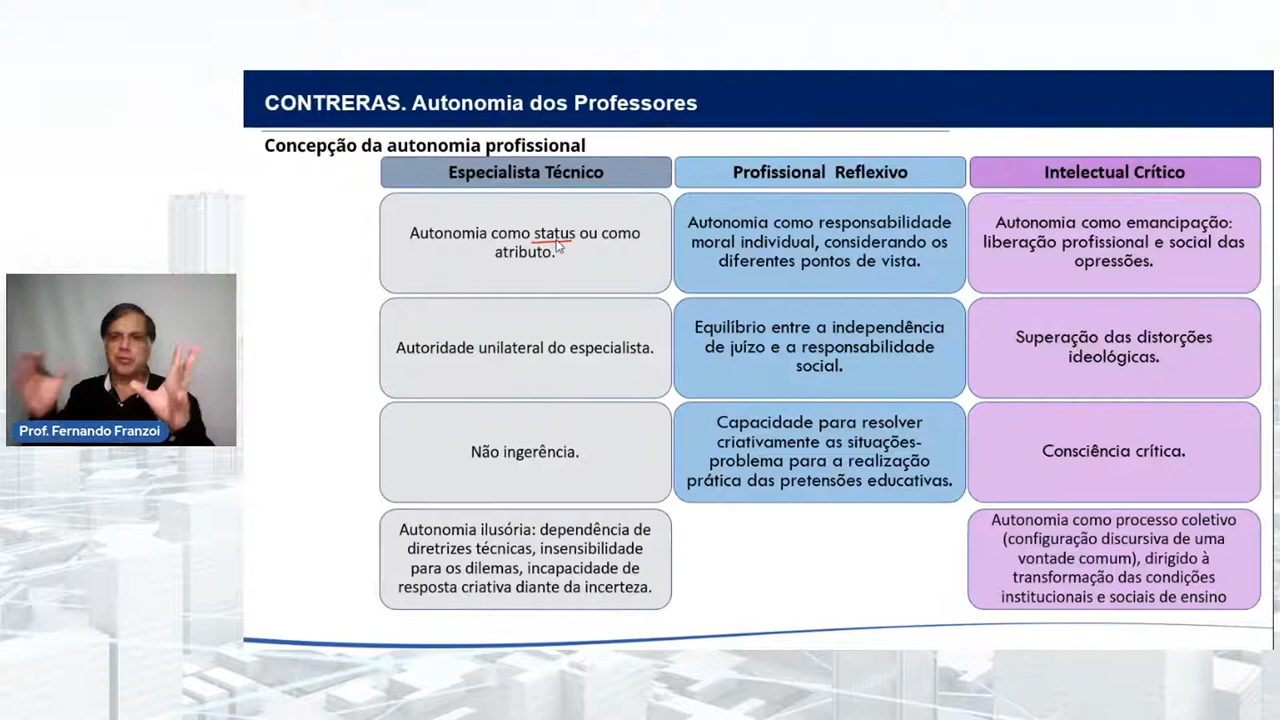 CONTRERAS. Autonomia dos Professores
Concepção da autonomia profissional
Especialista Técnico
Autonomia como status ou como
atributo.
Autoridade unilateral do especialista.
Não ingerência.
Autonomia ilusória: dependência de
diretrizes técnicas, insensibilidade
para os dilemas, incapacidade de
resposta criativa diante da incerteza.
Profissional Reflexivo
Autonomia como responsabilidade
moral individual, considerando os
diferentes pontos de vista.
Equilíbrio entre a independência
de juízo e a responsabilidade
social.
Capacidade para resolver
criativamente as situações-
problema para a realização
prática das pretensões educativas.
Intelectual Crítico
Autonomia como emancipação:
liberação profissional e social das
opressões.
Superação das distorções
ideológicas.
Consciência crítica.
Autonomia como processo coletivo
(configuração discursiva de uma
vontade comum), dirigido à
transformação das condições
institucionais e sociais de ensino
Prof. Fernando Franzoi